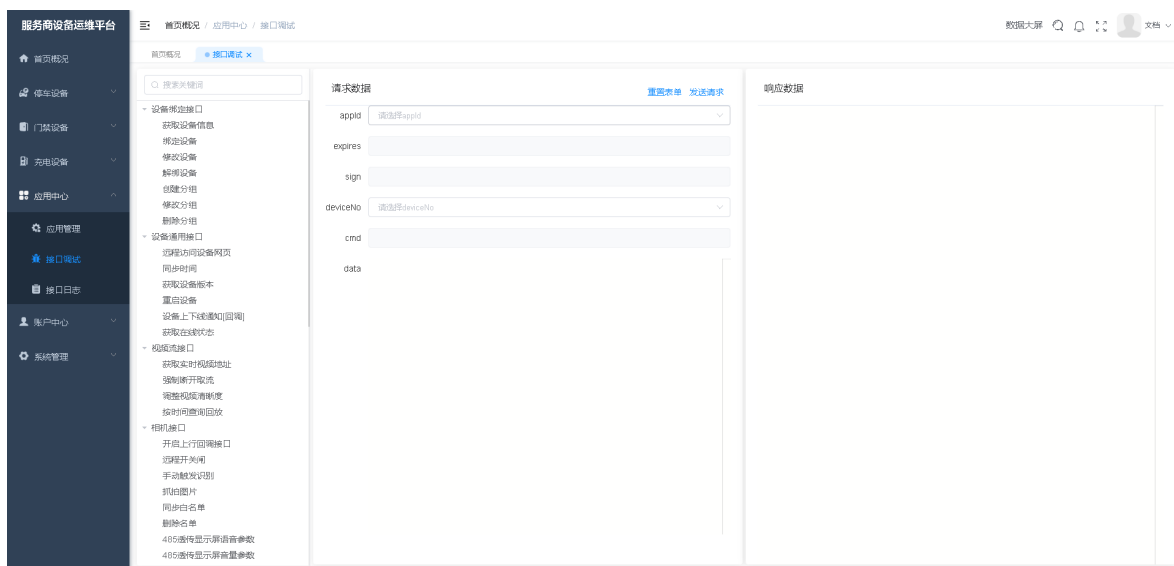 服务商设备运维平台
首页概况 / 应用中心 / 接口调试
数据大屏
文档
首页概况
停车设备
门禁设备
充电设备
应用中心
应用管理
接口调试
接口日志
账户中心
系统管理
首页概况
接口调试 ×
搜索关键词
设备绑定接口
获取设备信息
绑定设备
修改设备
解绑设备
创建分组
修改分组
删除分组
设备通用接口
远程访问设备网页
同步时间
获取设备版本
重启设备
设备上下线通知[回调]
获取在线状态
视频流接口
获取实时视频地址
强制断开取流
调整视频清晰度
按时间查询回放
相机接口
开启上行回调接口
远程开关闸
手动触发识别
抓拍图片
同步白名单
删除名单
485透传显示屏语音参数
485透传显示屏音量参数
请求数据
重置表单 发送请求
appId 请选择appId
expires
sign
deviceNo 请选择deviceNo
cmd
data
响应数据